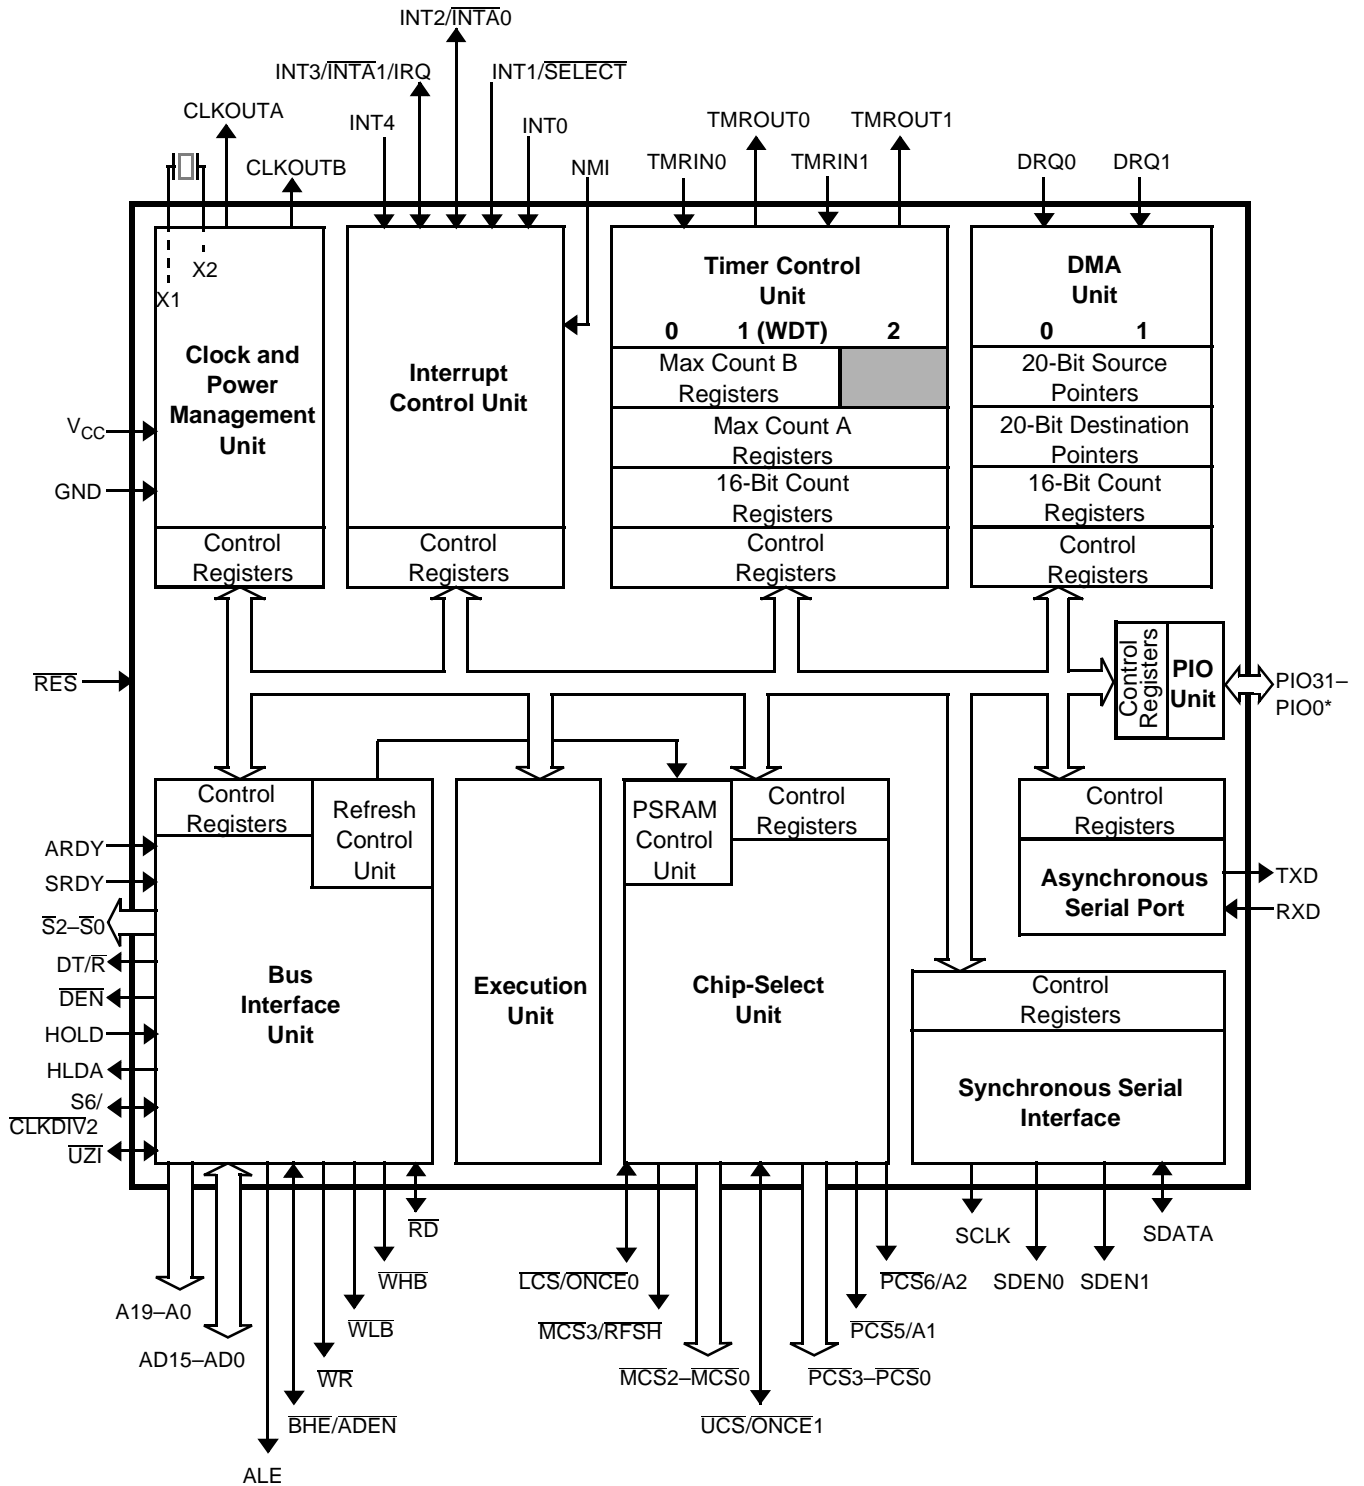 INT2/INTA0
INT3/INTA1/IRQ
INT1/SELECT
CLKOUTA
INT4
INT0
TMROUT0
TMROUT1
CLKOUTB
NMI
TMRIN0
TMRIN1
DRQ0
DRQ1
X2
X1
Clock and
Power
Management
Unit
Control
Registers
Interrupt
Control Unit
Control
Registers
Timer Control
Unit
0 1 (WDT) 2
Max Count B
Registers
Max Count A
Registers
16-Bit Count
Registers
Control
Registers
DMA
Unit
0 1
20-Bit Source
Pointers
20-Bit Destination
Pointers
16-Bit Count
Registers
Control
Registers
VCC
GND
RES
Control
Registers
PIO
Unit
PIO31–
PIO0*
Control
Registers
Refresh
Control
Unit
Bus
Interface
Unit
Execution
Unit
PSRAM
Control
Unit
Control
Registers
Chip-Select
Unit
Control
Registers
Asynchronous
Serial Port
TXD
RXD
Control
Registers
Synchronous Serial
Interface
ARDY
SRDY
S2–S0
DT/R
DEN
HOLD
HLDA
S6/
CLKDIV2
UZI
RD
WHB
A19–A0
WLB
AD15–AD0
WR
BHE/ADEN
ALE
LCS/ONCE0
PCS6/A2
MCS3/RFSH
PCS5/A1
MCS2–MCS0
PCS3–PCS0
UCS/ONCE1
SCLK
SDATA
SDEN0
SDEN1